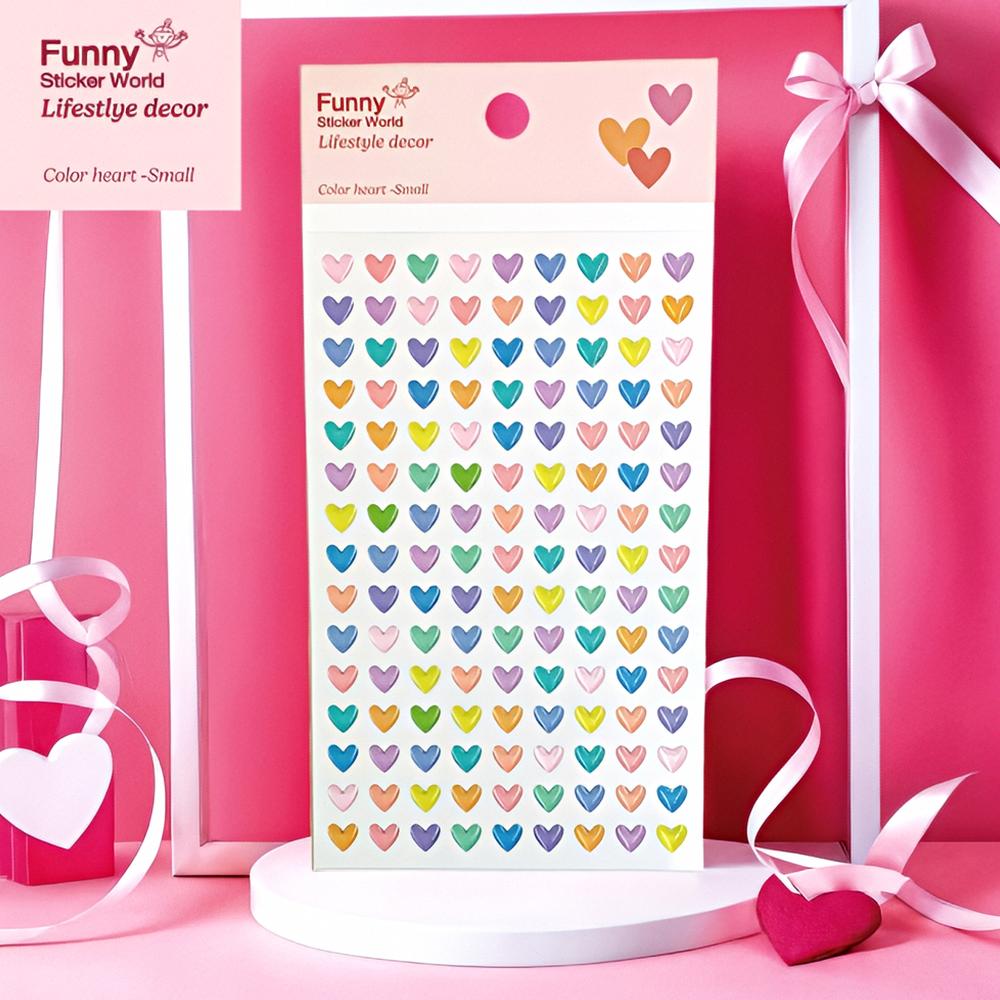 Funny
Sticker World
Lifestlye decor
Color heart -Small
Funny
Sticker World
Lifestyle decor
Color heart -Small